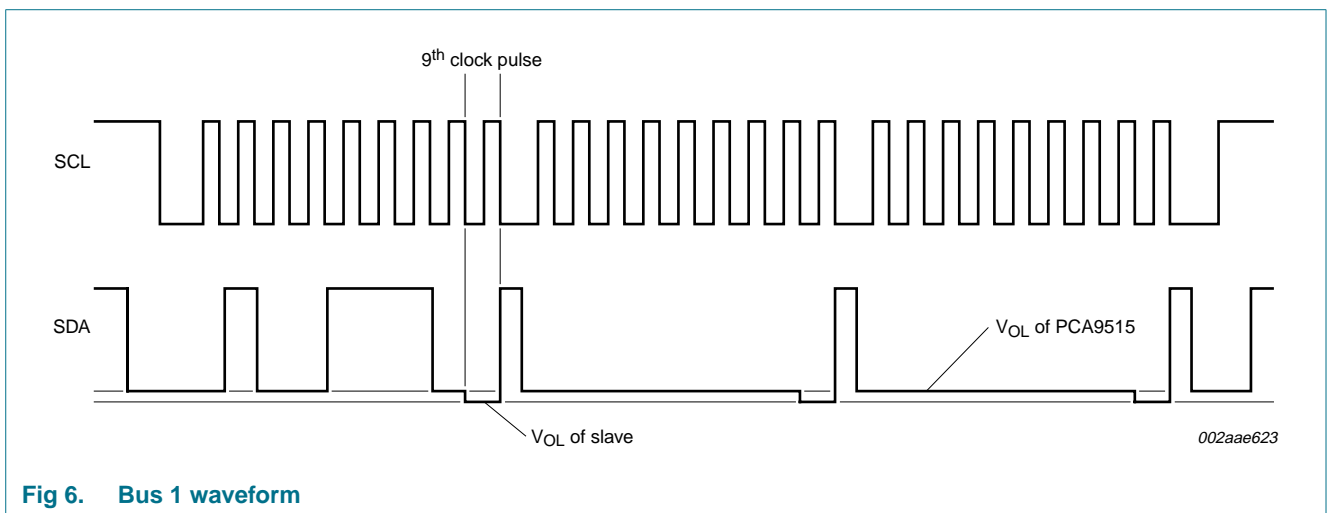 9th clock pulse
SCL
SDA
VOL of PCA9515
VOL of slave
002aae623
Fig 6. Bus 1 waveform